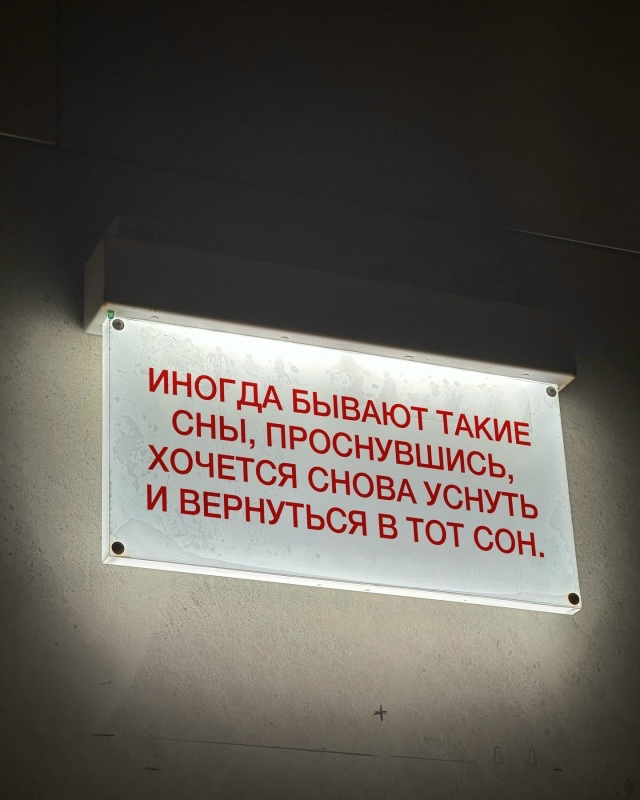 ИНОГДА БЫВАЮТ ТАКИЕ
СНЫ, ПРОСНУВШИСЬ,
ХОЧЕТСЯ СНОВА УСНУТЬ
И ВЕРНУТЬСЯ В ТОТ СОН.